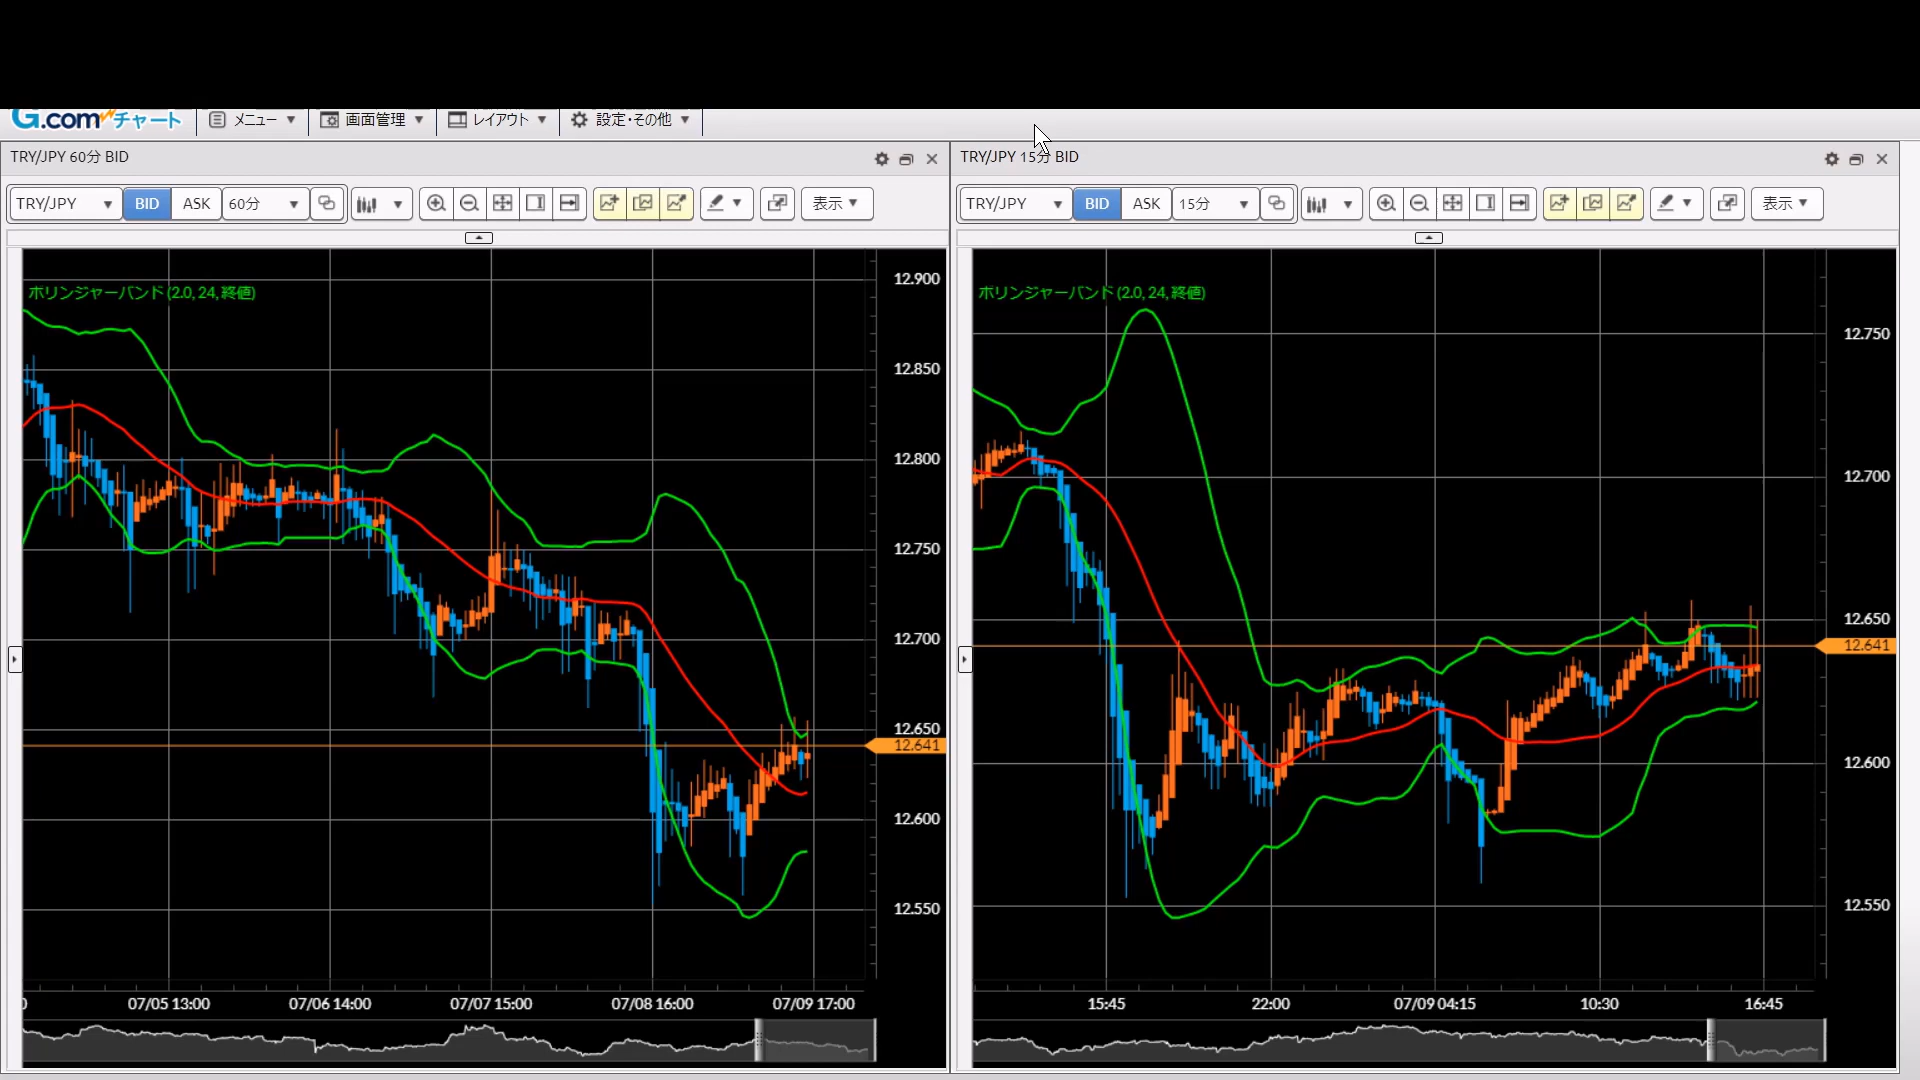 G.comチャート メニュー 画面管理 レイアウト 設定・その他
TRY/JPY 60分 BID
TRY/JPY BID ASK 60分 表示
ボリンジャーバンド (2.0, 24, 終値)
12.900
12.850
12.800
12.750
12.700
12.650
12.641
12.600
12.550
07/05 13:00 07/06 14:00 07/07 15:00 07/08 16:00 07/09 17:00
TRY/JPY 15分 BID
TRY/JPY BID ASK 15分 表示
ボリンジャーバンド (2.0, 24, 終値)
12.750
12.700
12.650
12.641
12.600
12.550
15:45 22:00 07/09 04:15 10:30 16:45